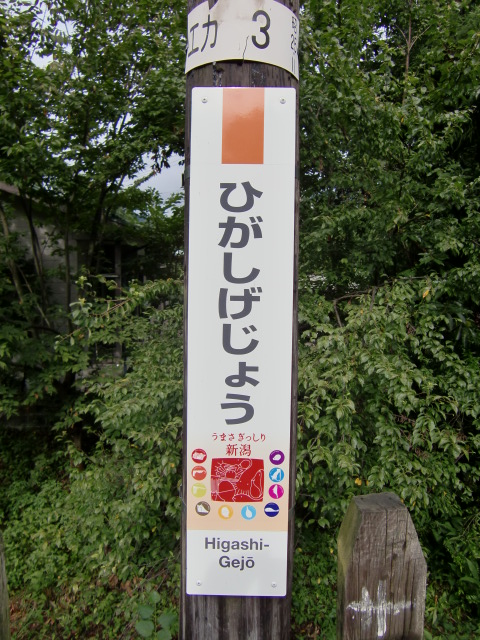 エカ 3
ひがしげじょう
うまさぎっしり
新潟
Higashi-
Gejō